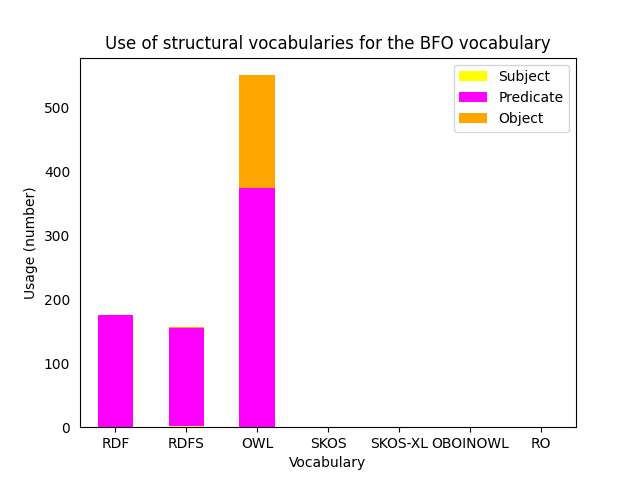 Use of structural vocabularies for the BFO vocabulary
Subject
Predicate
Object
Usage (number)
500
400
300
200
100
0
RDF RDFS OWL SKOS SKOS-XL OBOINOWL RO
Vocabulary